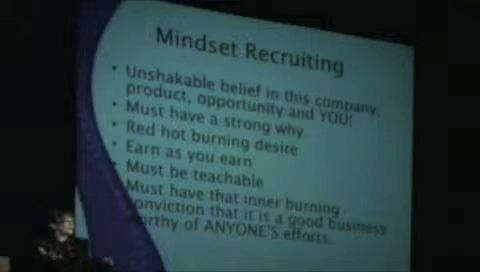 Mindset Recruiting
• Unshakable belief in this company,
product, opportunity and YOU!
• Must have a strong why
• Red hot burning desire
• Earn as you earn
• Must be teachable
Must have that inner burning
conviction that it is a good business
worthy of ANYONE'S efforts.